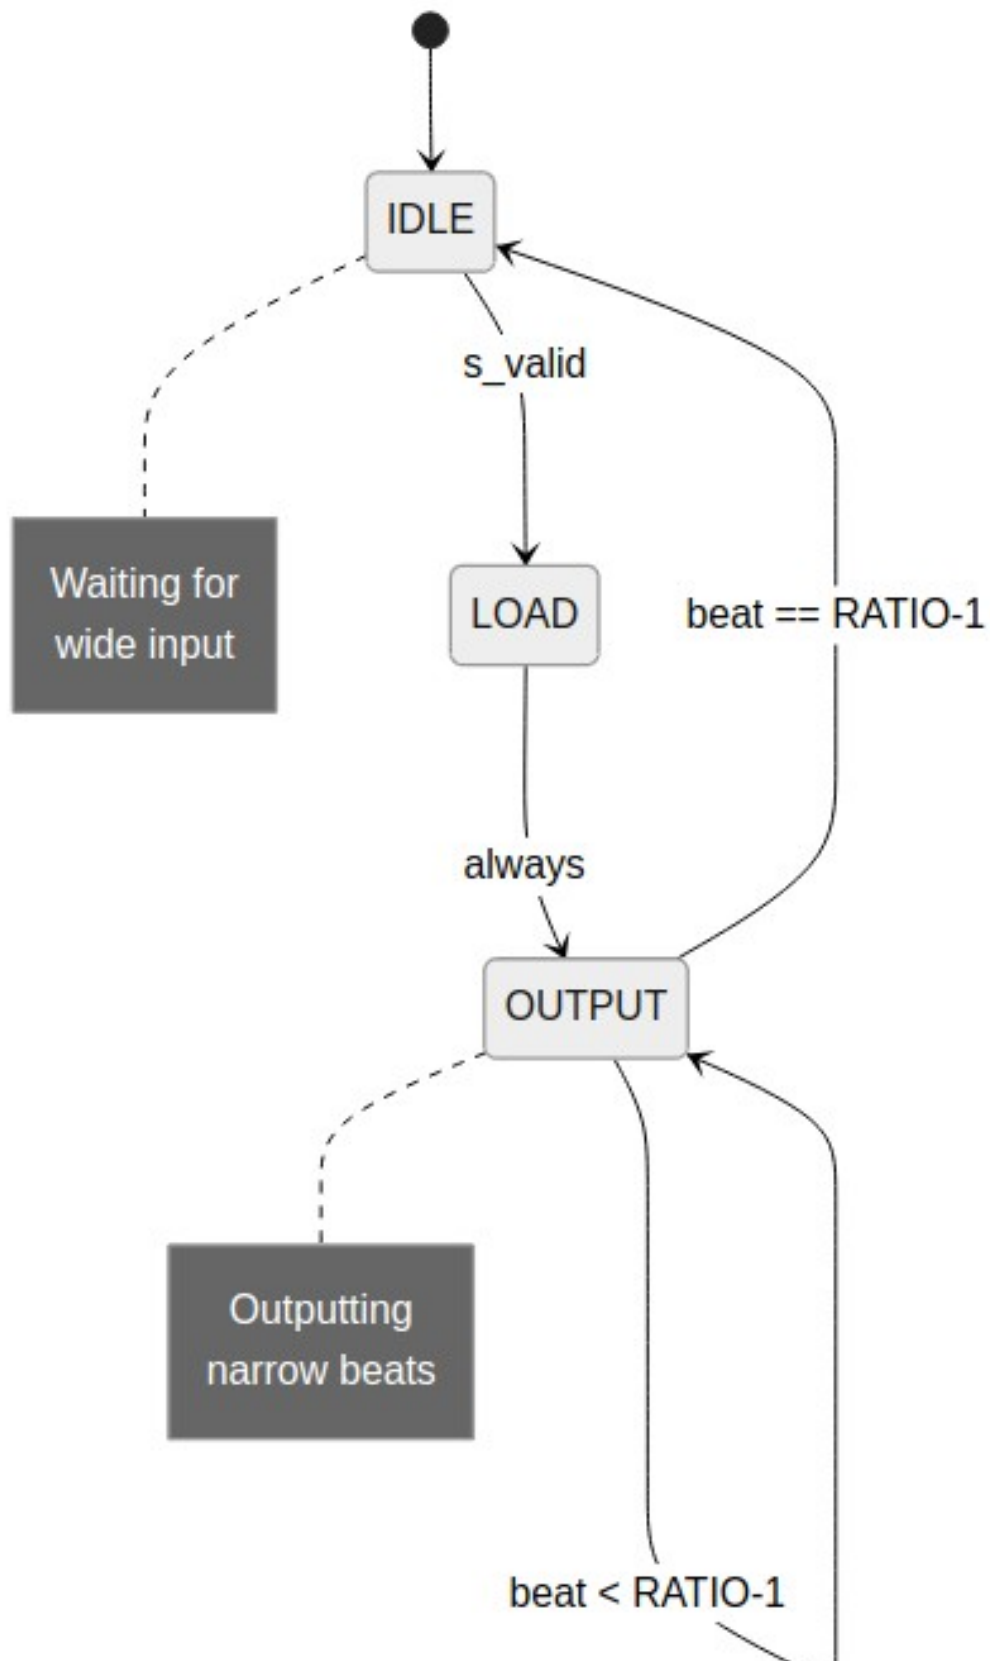 IDLE
s_valid
Waiting for
wide input
LOAD
beat == RATIO-1
always
OUTPUT
Outputting
narrow beats
beat < RATIO-1